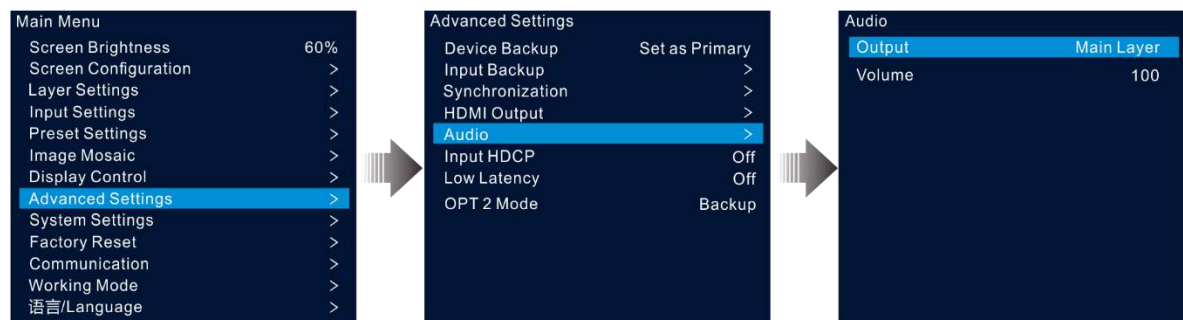 Main Menu
Screen Brightness 60%
Screen Configuration >
Layer Settings >
Input Settings >
Preset Settings >
Image Mosaic >
Display Control >
Advanced Settings >
System Settings >
Factory Reset >
Communication >
Working Mode >
语言/Language >
Advanced Settings
Device Backup Set as Primary
Input Backup >
Synchronization >
HDMI Output >
Audio >
Input HDCP Off
Low Latency Off
OPT 2 Mode Backup
Audio
Output Main Layer
Volume 100